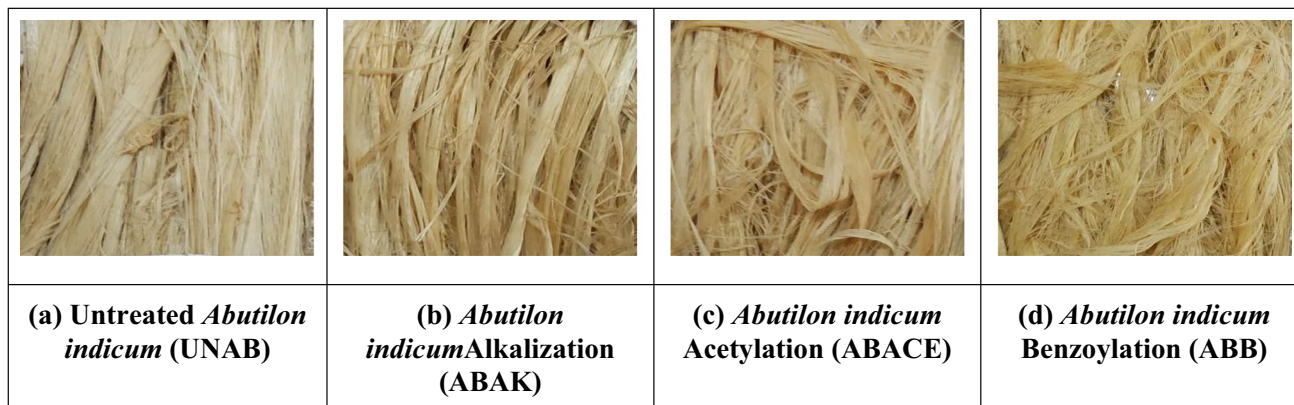 (a) Untreated Abutilon
indicum (UNAB)
(b) Abutilon
indicumAlkalization
(ABAK)
(c) Abutilon indicum
Acetylation (ABACE)
(d) Abutilon indicum
Benzoylation (ABB)